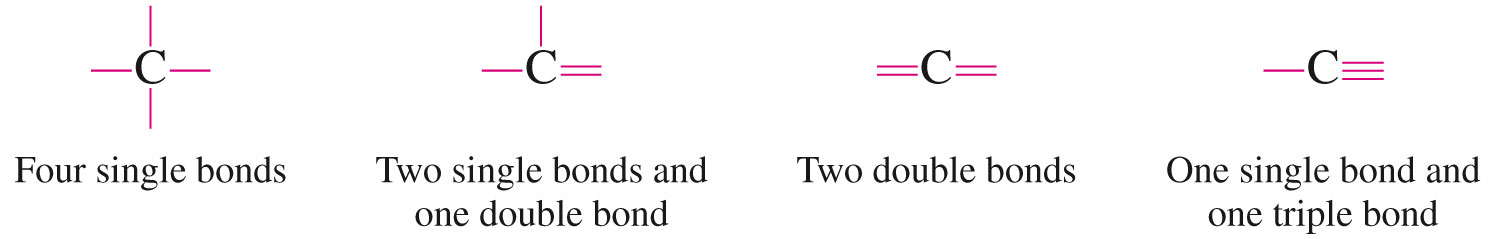 C
C
C
C
Four single bonds
Two single bonds and
one double bond
Two double bonds
One single bond and
one triple bond